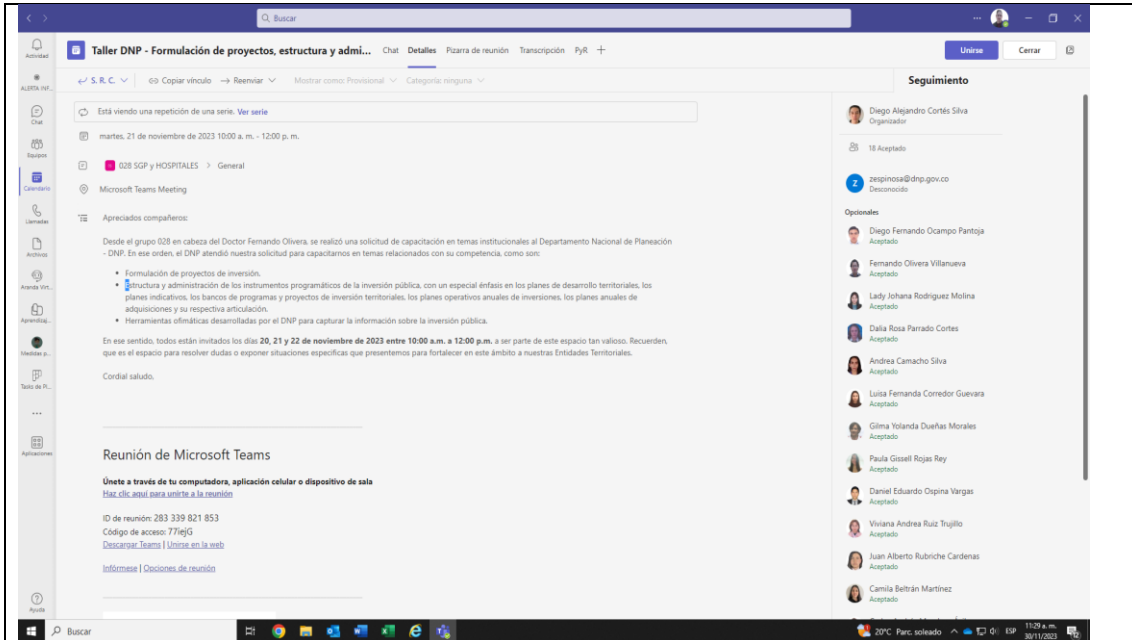 Buscar
Taller DNP - Formulación de proyectos, estructura y admi... Chat Detalles Pizarra de reunión Transcripción PyR
Unirse Cerrar
S. R. C. Copiar vínculo Reenviar Mostrar como: Provisional Categoría: ninguna
Seguimiento
Actividad
ALERTA INF...
Chat
Equipos
Calendario
Llamadas
Archivos
Aranda Virt...
Aprendizaj...
Medidas p...
...
Aplicaciones
Ayuda
Está viendo una repetición de una serie. Ver serie
martes, 21 de noviembre de 2023 10:00 a. m. - 12:00 p. m.
028 SGP y HOSPITALES > General
Microsoft Teams Meeting
Apreciados compañeros:
Desde el grupo 028 en cabeza del Doctor Fernando Olivera, se realizó una solicitud de capacitación en temas institucionales al Departamento Nacional de Planeación
- DNP. En ese orden, el DNP atendió nuestra solicitud para capacitarnos en temas relacionados con su competencia, como son:
• Formulación de proyectos de inversión.
• Estructura y administración de los instrumentos programáticos de la inversión pública, con un especial énfasis en los planes de desarrollo territoriales, los
planes indicativos, los bancos de programas y proyectos de inversión territoriales, los planes operativos anuales de inversiones, los planes anuales de
adquisiciones y su respectiva articulación.
• Herramientas ofimáticas desarrolladas por el DNP para capturar la información sobre la inversión pública.
En ese sentido, todos están invitados los días 20, 21 y 22 de noviembre de 2023 entre 10:00 a.m. a 12:00 p.m. a ser parte de este espacio tan valioso. Recuerden,
que es el espacio para resolver dudas o exponer situaciones especificas que presentemos para fortalecer en este ámbito a nuestras Entidades Territoriales.
Cordial saludo.
Reunión de Microsoft Teams
Únete a través de tu computadora, aplicación celular o dispositivo de sala
Haz clic aquí para unirte a la reunión
ID de reunión: 283 339 821 853
Código de acceso: 77iejG
Descargar Teams | Unirse en la web
Infórmese | Opciones de reunión
Diego Alejandro Cortés Silva
Organizador
18 Aceptado
Z zespinosa@dnp.gov.co
Desconocido
Opcionales
Diego Fernando Ocampo Pantoja
Aceptado
Fernando Olivera Villanueva
Aceptado
Lady Johana Rodriguez Molina
Aceptado
Dalia Rosa Parrado Cortes
Aceptado
Andrea Camacho Silva
Aceptado
Luisa Fernanda Corredor Guevara
Aceptado
Gilma Yolanda Dueñas Morales
Aceptado
Paula Gissell Rojas Rey
Aceptado
Daniel Eduardo Ospina Vargas
Aceptado
Viviana Andrea Ruiz Trujillo
Aceptado
Juan Alberto Rubriche Cardenas
Aceptado
Camila Beltrán Martínez
Aceptado
Buscar
20°C Parc. soleado ESP 11:29 a. m.
30/11/2023